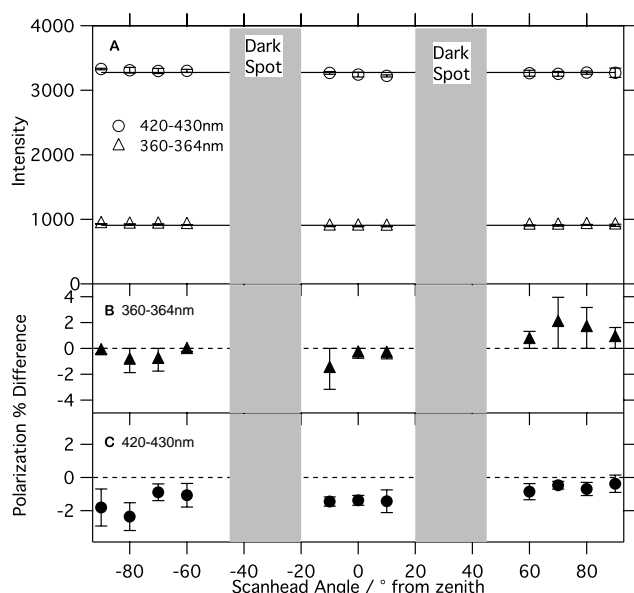 4000
3000
2000
1000
0
Intensity
A
Dark
Spot
Dark
Spot
420-430nm
360-364nm
Polarization % Difference
4
2
0
-2
-4
B 360-364nm
2
0
-2
C 420-430nm
-80 -60 -40 -20 0 20 40 60 80
Scanhead Angle / ° from zenith